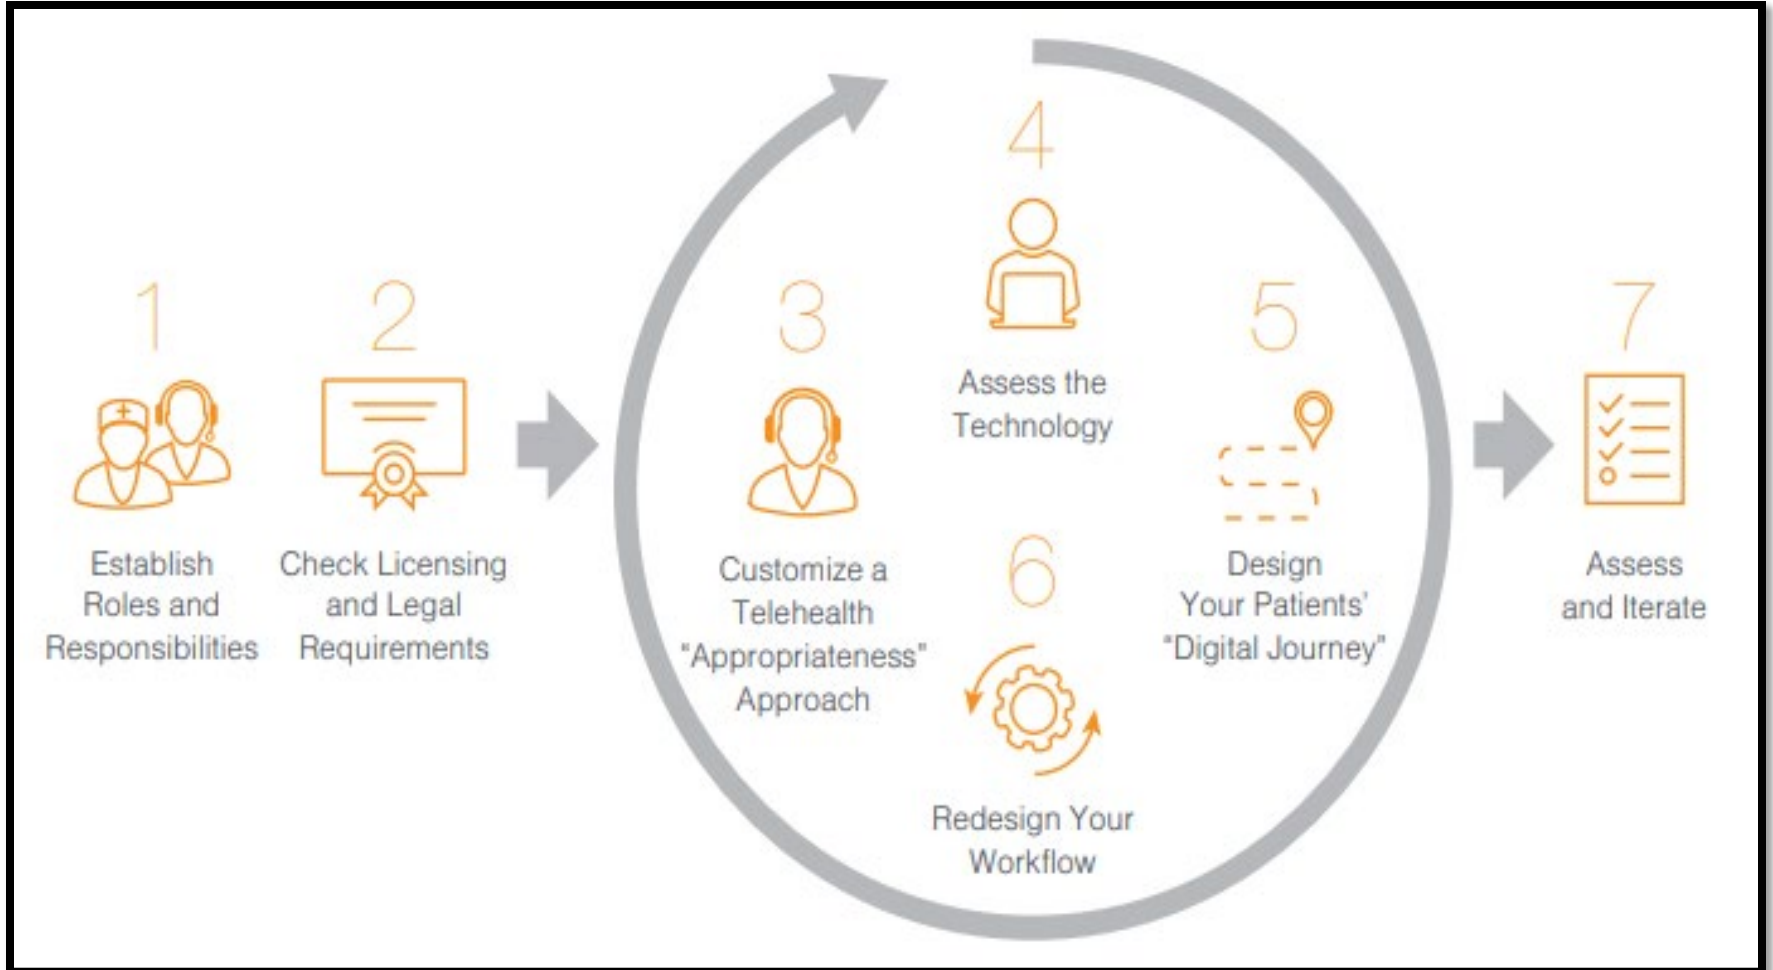 1
Establish
Roles and
Responsibilities
2
Check Licensing
and Legal
Requirements
3
Customize a
Telehealth
"Appropriateness"
Approach
4
Assess the
Technology
5
Design
Your Patients'
"Digital Journey"
6
Redesign Your
Workflow
7
Assess
and Iterate